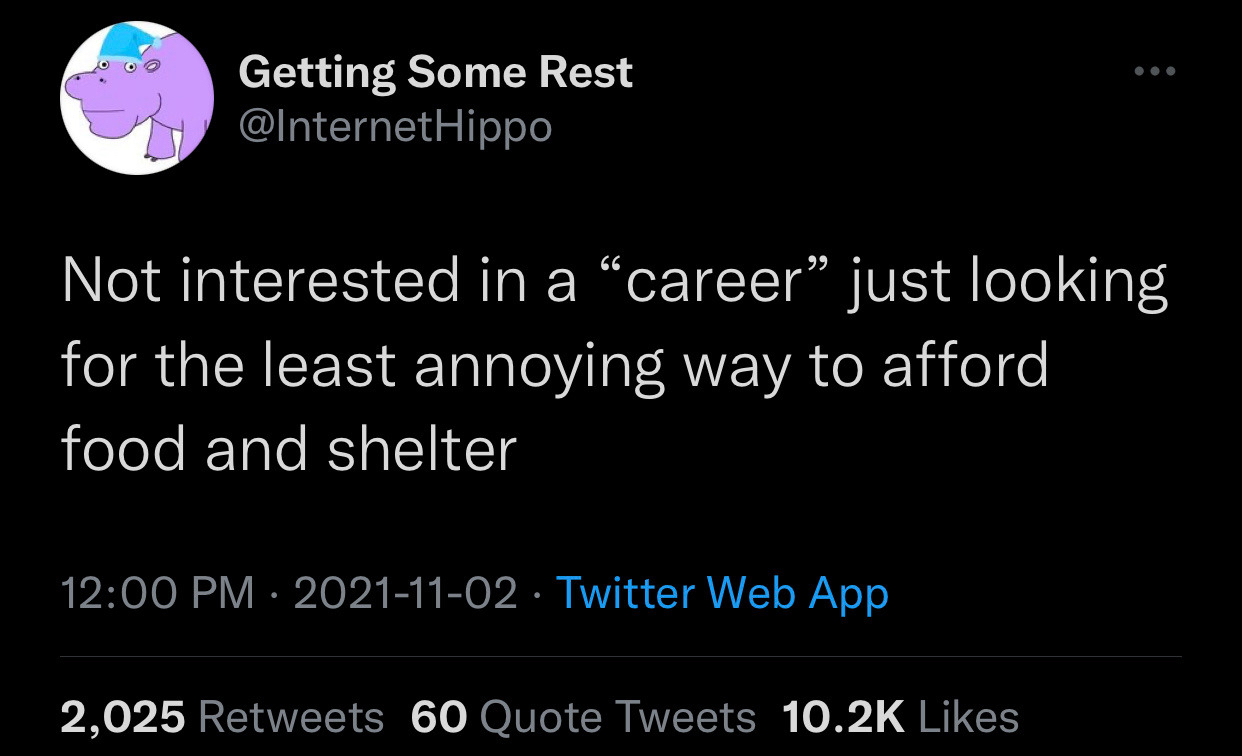 Getting Some Rest
@InternetHippo
Not interested in a “career” just looking
for the least annoying way to afford
food and shelter
12:00 PM · 2021-11-02 · Twitter Web App
2,025 Retweets 60 Quote Tweets 10.2K Likes